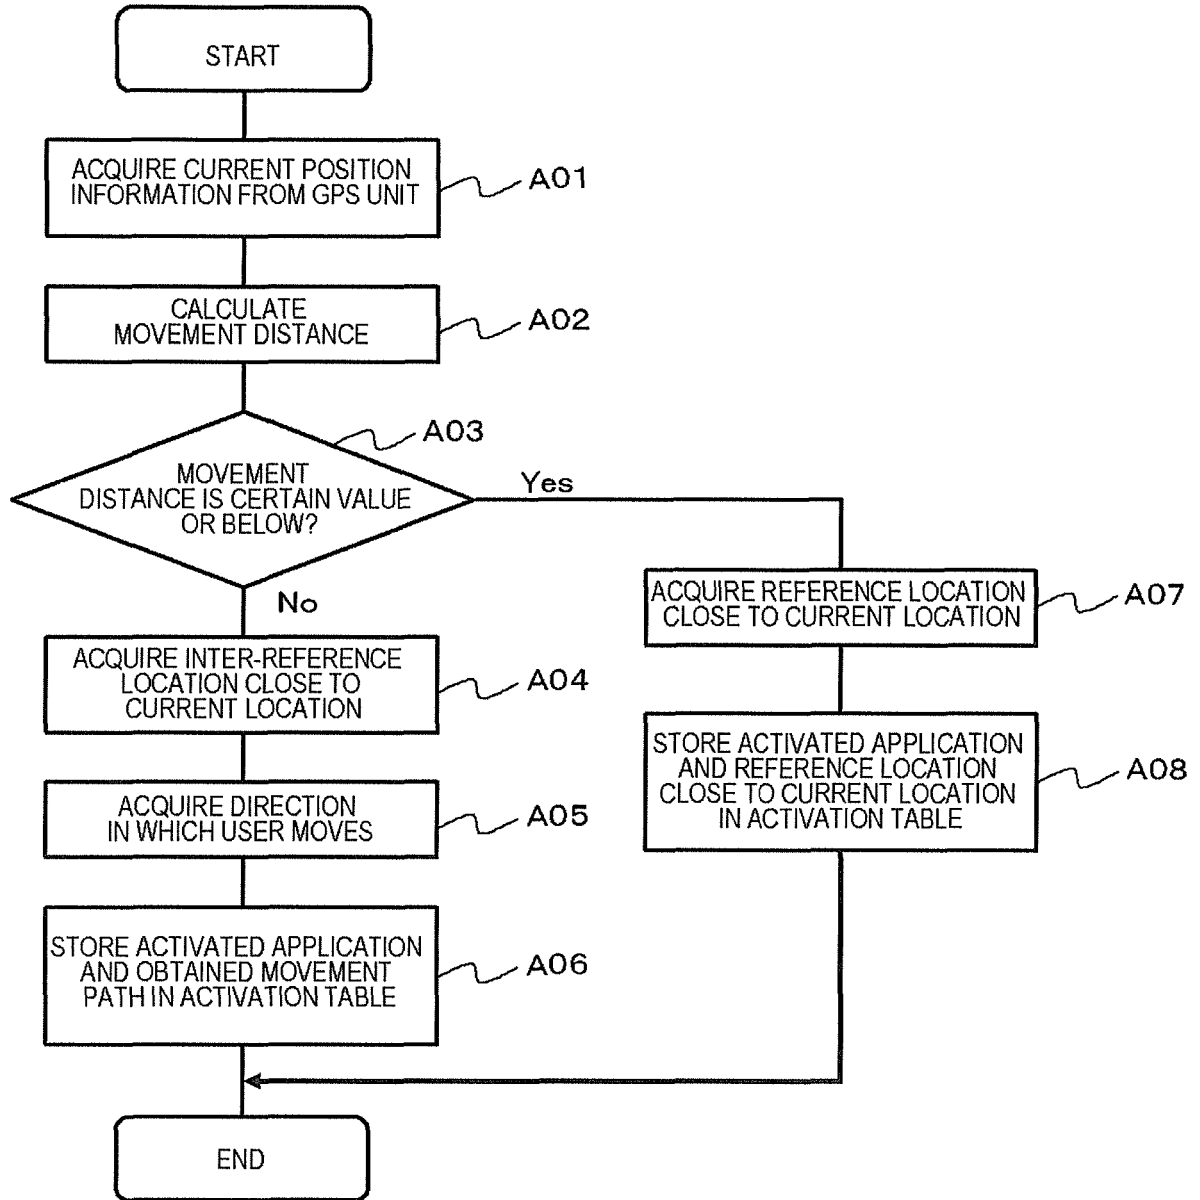 START
ACQUIRE CURRENT POSITION
INFORMATION FROM GPS UNIT
A01
CALCULATE
MOVEMENT DISTANCE
A02
A03
MOVEMENT
DISTANCE IS CERTAIN VALUE
OR BELOW?
Yes
No
ACQUIRE INTER-REFERENCE
LOCATION CLOSE TO
CURRENT LOCATION
A04
ACQUIRE DIRECTION
IN WHICH USER MOVES
A05
STORE ACTIVATED APPLICATION
AND OBTAINED MOVEMENT
PATH IN ACTIVATION TABLE
A06
ACQUIRE REFERENCE LOCATION
CLOSE TO CURRENT LOCATION
A07
STORE ACTIVATED APPLICATION
AND REFERENCE LOCATION
CLOSE TO CURRENT LOCATION
IN ACTIVATION TABLE
A08
END